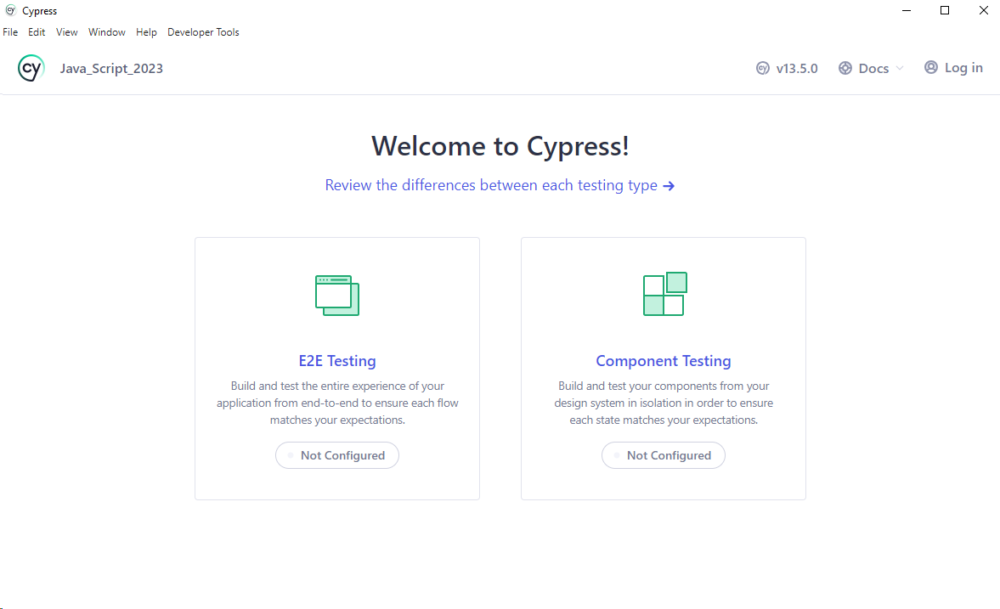 cy Cypress
File Edit View Window Help Developer Tools
cy Java_Script_2023 cy v13.5.0 Docs Log in
Welcome to Cypress!
Review the differences between each testing type →
E2E Testing
Build and test the entire experience of your
application from end-to-end to ensure each flow
matches your expectations.
Not Configured
Component Testing
Build and test your components from your
design system in isolation in order to ensure
each state matches your expectations.
Not Configured